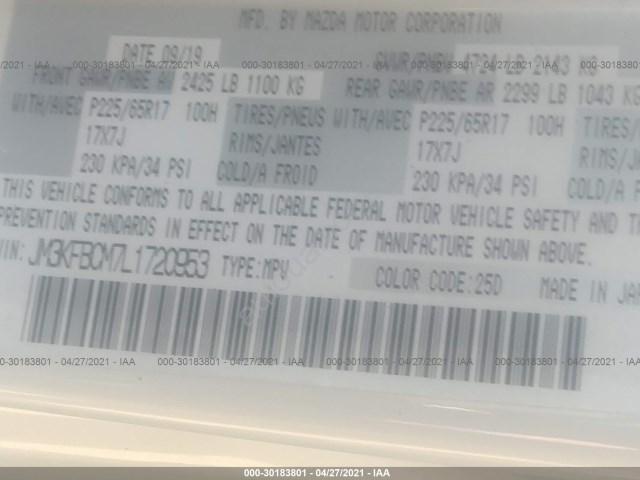 MFD. BY MAZDA MOTOR CORPORATION
DATE 09/19 GVWR/PNBV 4724 LB 2143 KG
000-30183801 - 04/27/2021 - IAA 000-30183801 - 04/27/2021 - IAA 000-30183801 - 04/27/2021 - IAA
FRONT GAWR/PNBE AV 2425 LB 1100 KG REAR GAWR/PNBE AR 2299 LB 1043 KG
WITH/AVEC P225/65R17 100H TIRES/PNEUS WITH/AVEC P225/65R17 100H TIRES/
17X7J RIMS/JANTES 17X7J RIMS/
230 KPA/34 PSI COLD/A FROID 230 KPA/34 PSI COLD/A
THIS VEHICLE CONFORMS TO ALL APPLICABLE FEDERAL MOTOR VEHICLE SAFETY AND
PREVENTION STANDARDS IN EFFECT ON THE DATE OF MANUFACTURE SHOWN ABOVE.
VIN: JM3KFBCM7L1720953 TYPE:MPV COLOR CODE:25D MADE IN
000-30183801 - 04/27/2021 - IAA 000-30183801 - 04/27/2021 - IAA 000-30183801 - 04/27/2021 - IAA
000-30183801 - 04/27/2021 - IAA